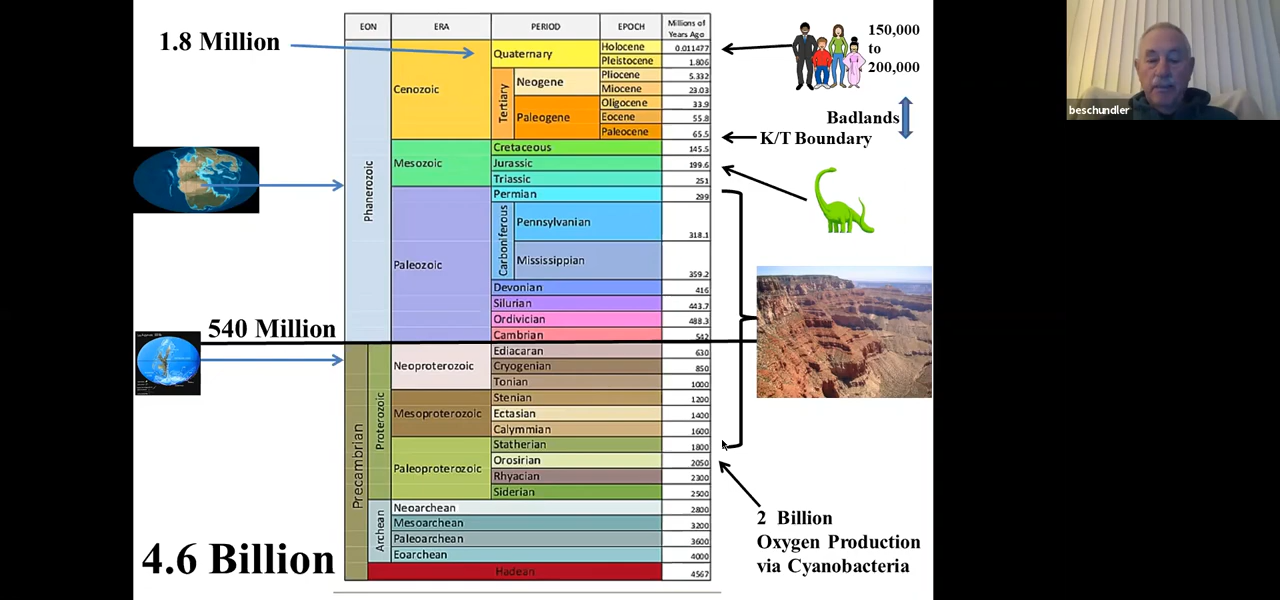 EON ERA PERIOD EPOCH Millions of
Years Ago
1.8 Million
150,000
to
200,000
Quaternary Holocene 0.011477
Pleistocene 1.806
Cenozoic
Tertiary
Neogene Pliocene 5.332
Miocene 23.03
Paleogene Oligocene 33.9
Eocene 55.8
Paleocene 65.5
Badlands
K/T Boundary
Phanerozoic
Mesozoic
Cretaceous 145.5
Jurassic 199.6
Triassic 251
Paleozoic
Permian 299
Carboniferous
Pennsylvanian 318.1
Mississippian 359.2
Devonian 416
Silurian 443.7
Ordivician 488.3
Cambrian 542
540 Million
Precambrian
Proterozoic
Neoproterozoic
Ediacaran 630
Cryogenian 850
Tonian 1000
Mesoproterozoic
Stenian 1200
Ectasian 1400
Calymmian 1600
Paleoproterozoic
Statherian 1800
Orosirian 2050
Rhyacian 2300
Siderian 2500
Archean
Neoarchean 2800
Mesoarchean 3200
Paleoarchean 3600
Eoarchean 4000
Hadean 4567
4.6 Billion
2 Billion
Oxygen Production
via Cyanobacteria
beschundler